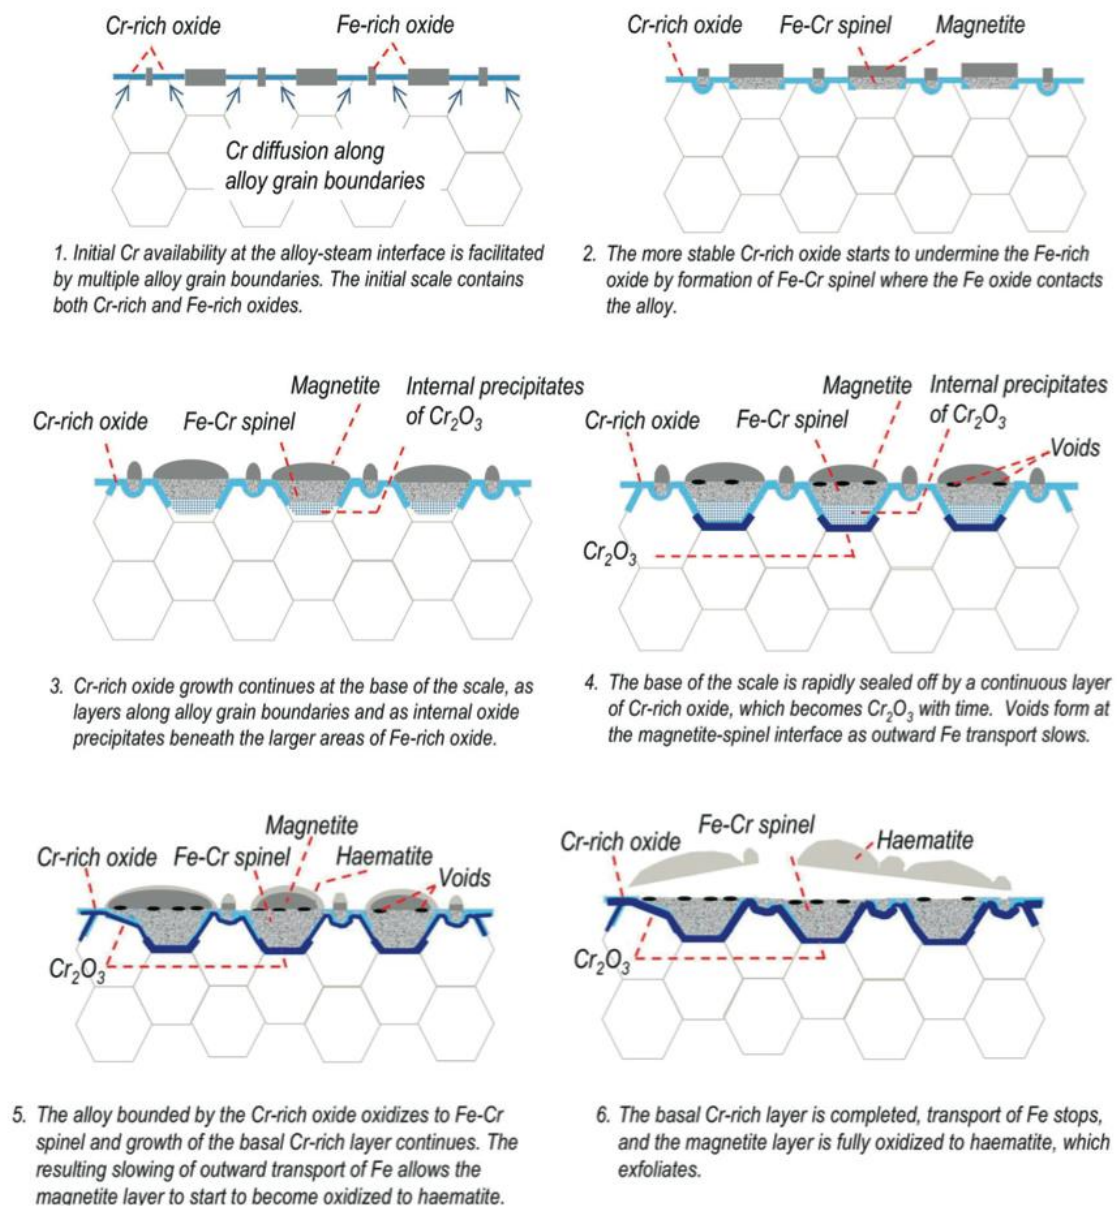 Cr-rich oxide
Fe-rich oxide
Cr diffusion along
alloy grain boundaries
1. Initial Cr availability at the alloy-steam interface is facilitated
by multiple alloy grain boundaries. The initial scale contains
both Cr-rich and Fe-rich oxides.
Cr-rich oxide
Fe-Cr spinel
Magnetite
2. The more stable Cr-rich oxide starts to undermine the Fe-rich
oxide by formation of Fe-Cr spinel where the Fe oxide contacts
the alloy.
Magnetite
Internal precipitates
of Cr₂O₃
Cr-rich oxide
Fe-Cr spinel
3. Cr-rich oxide growth continues at the base of the scale, as
layers along alloy grain boundaries and as internal oxide
precipitates beneath the larger areas of Fe-rich oxide.
Magnetite
Internal precipitates
of Cr₂O₃
Cr-rich oxide
Fe-Cr spinel
Voids
Cr₂O₃
4. The base of the scale is rapidly sealed off by a continuous layer
of Cr-rich oxide, which becomes Cr₂O₃ with time. Voids form at
the magnetite-spinel interface as outward Fe transport slows.
Magnetite
Cr-rich oxide
Fe-Cr spinel
Haematite
Voids
Cr₂O₃
5. The alloy bounded by the Cr-rich oxide oxidizes to Fe-Cr
spinel and growth of the basal Cr-rich layer continues. The
resulting slowing of outward transport of Fe allows the
magnetite layer to start to become oxidized to haematite.
Fe-Cr spinel
Cr-rich oxide
Haematite
Cr₂O₃
6. The basal Cr-rich layer is completed, transport of Fe stops,
and the magnetite layer is fully oxidized to haematite, which
exfoliates.